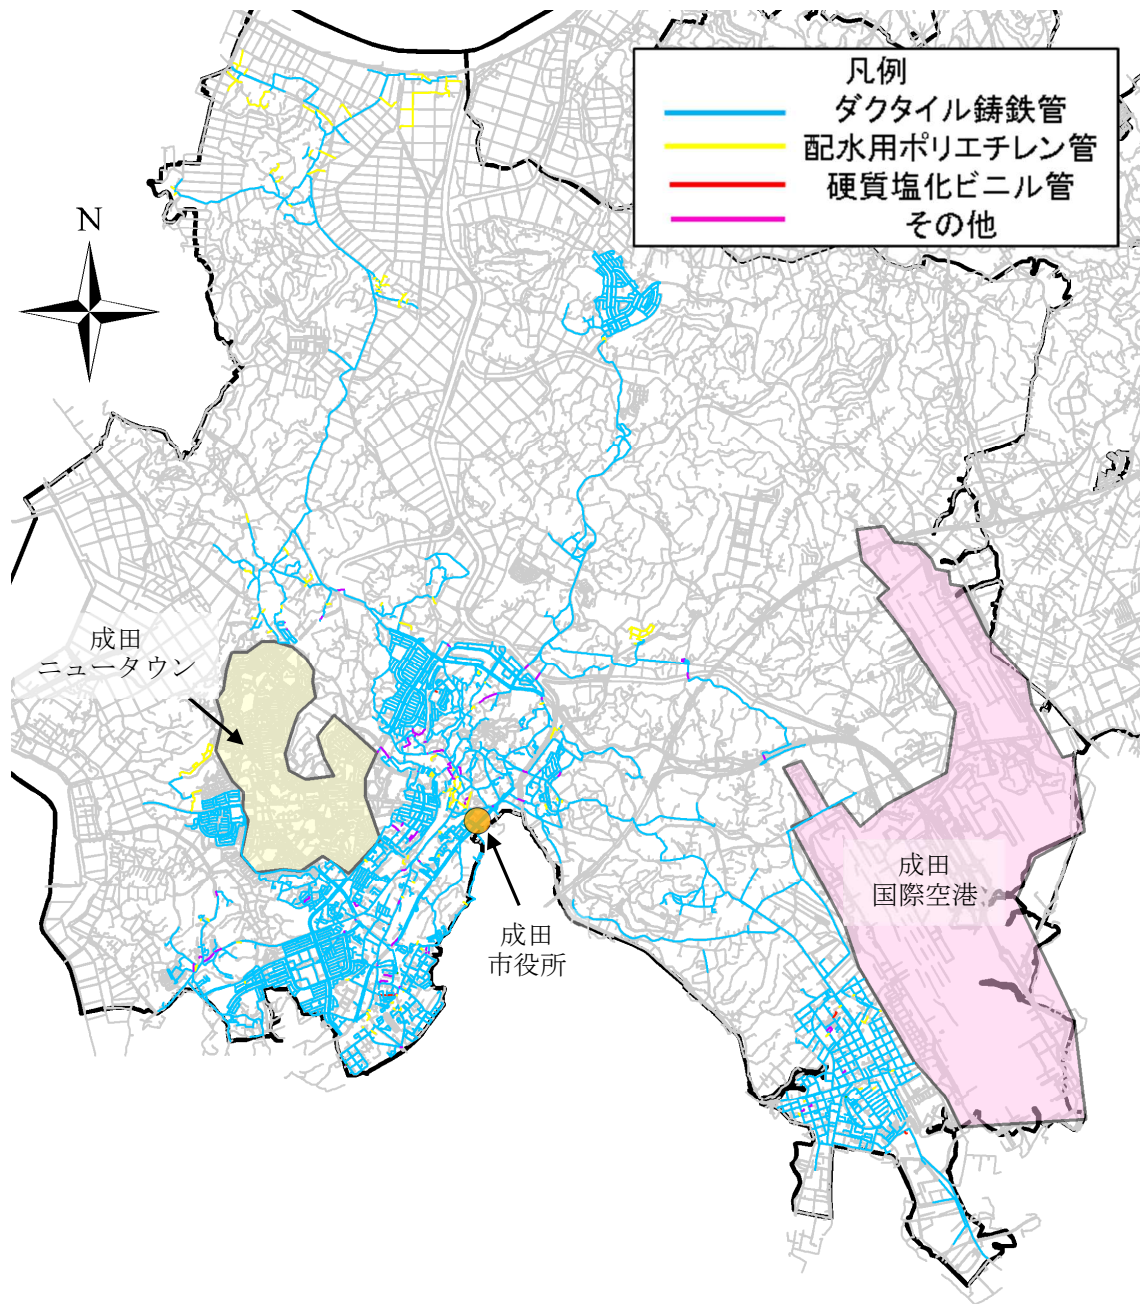 凡例
ダクタイル鋳鉄管
配水用ポリエチレン管
硬質塩化ビニル管
その他
N
成田
ニュータウン
成田
国際空港
成田
市役所